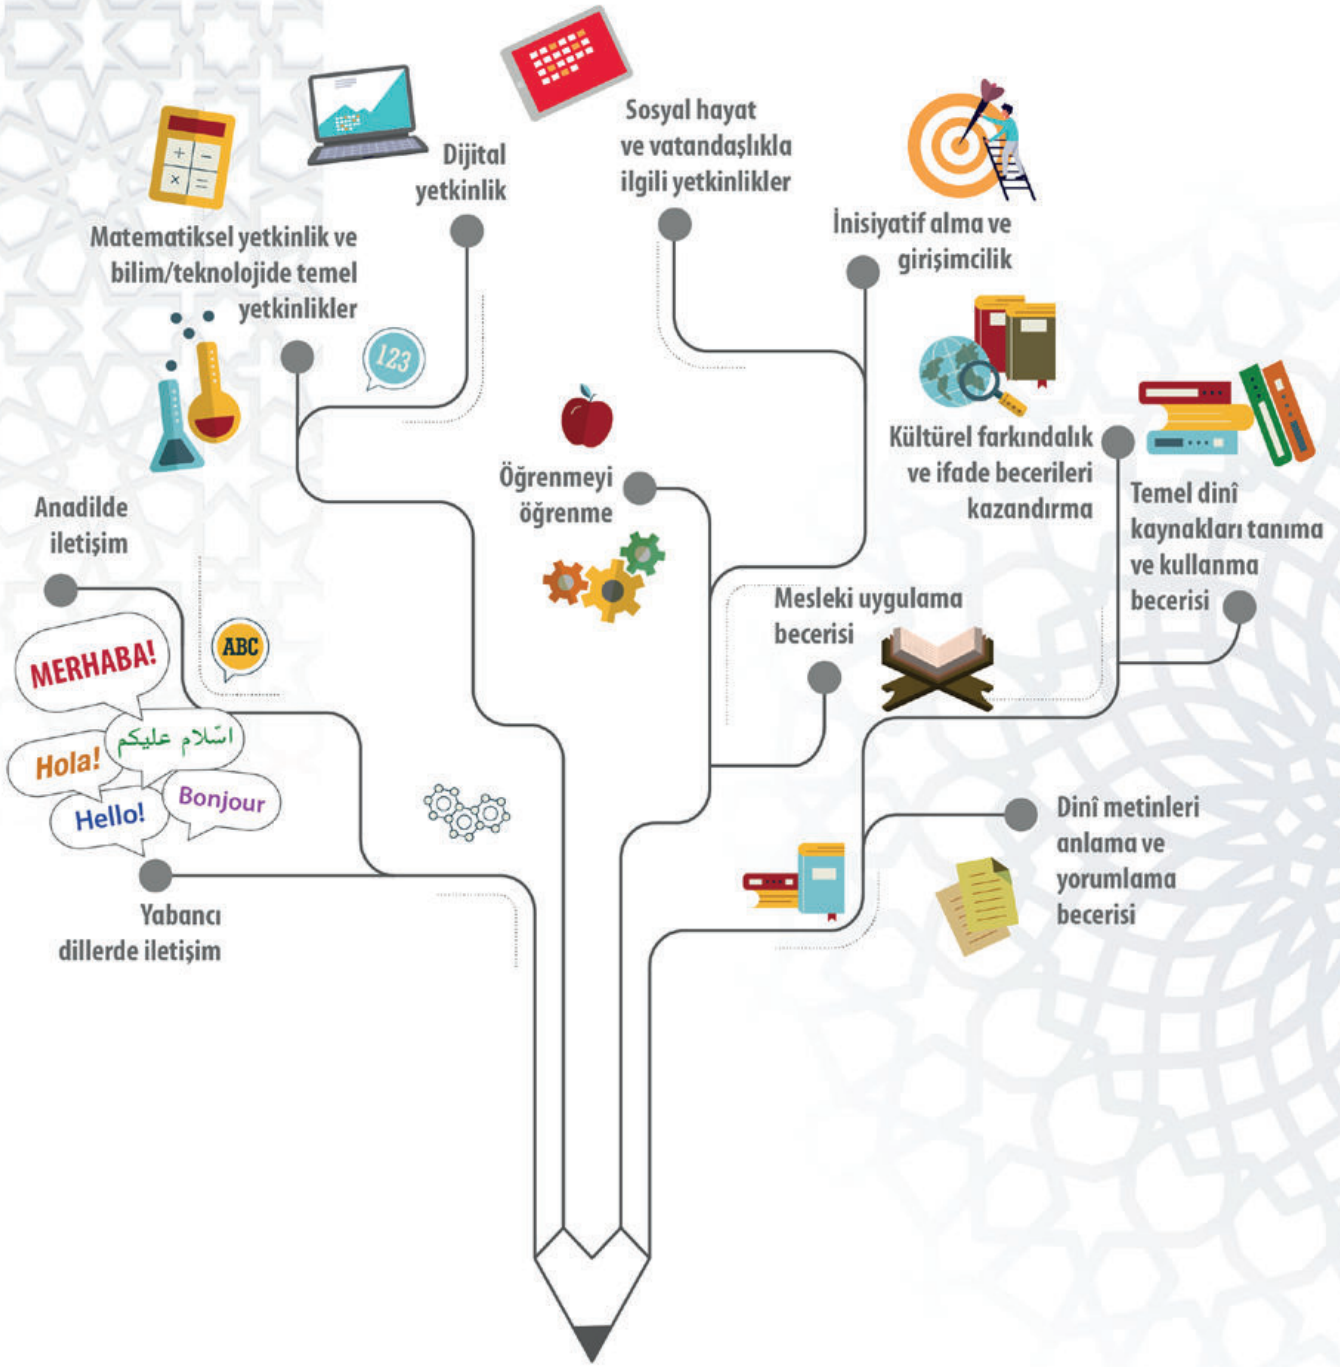 Dijital
yetkinlik
Sosyal hayat
ve vatandaşlıkla
ilgili yetkinlikler
+ −
× =
Matematiksel yetkinlik ve
bilim/teknolojide temel
yetkinlikler
İnisiyatif alma ve
girişimcilik
123
Öğrenmeyi
öğrenme
Kültürel farkındalık
ve ifade becerileri
kazandırma
Temel dinî
kaynakları tanıma
ve kullanma
becerisi
Anadilde
iletişim
ABC
Mesleki uygulama
becerisi
MERHABA!
اسّلام عليكم
Hola!
Hello!
Bonjour
Yabancı
dillerde iletişim
Dinî metinleri
anlama ve
yorumlama
becerisi